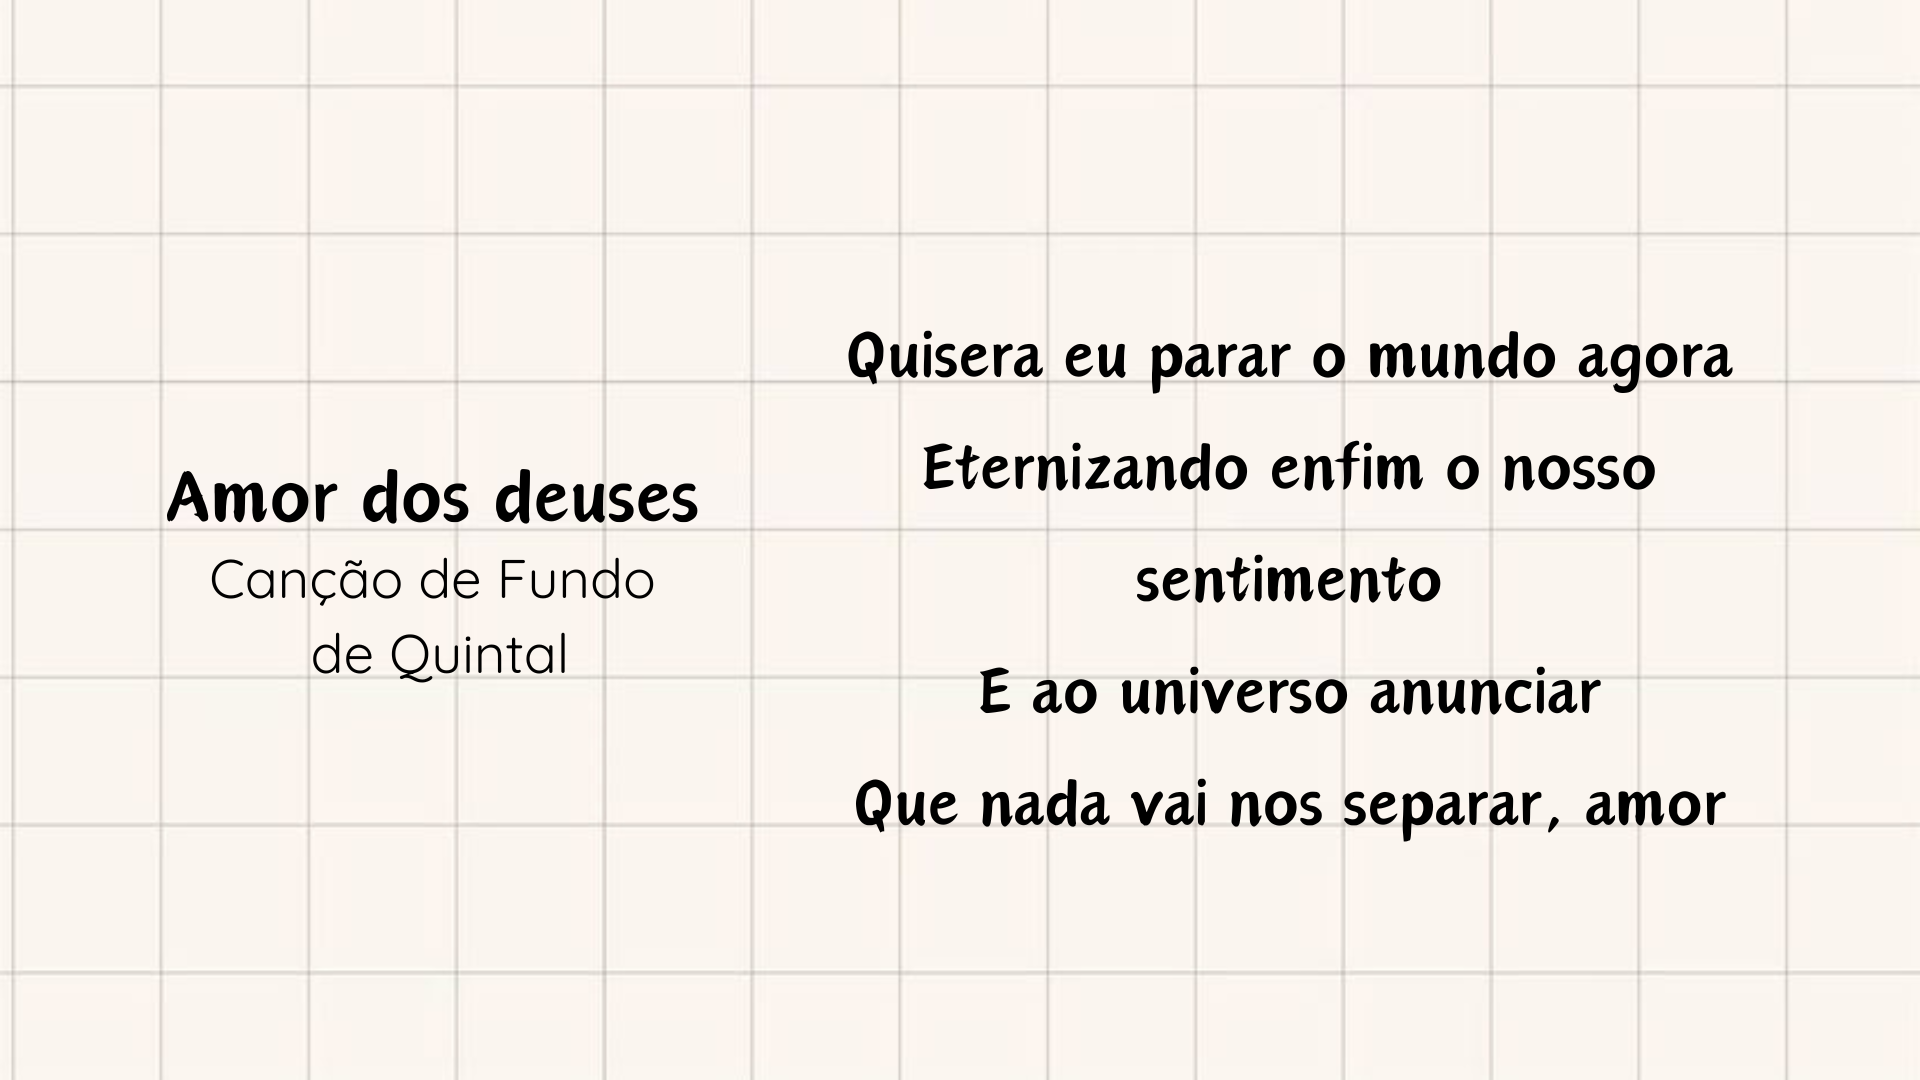 Amor dos deuses
Canção de Fundo
de Quintal
Quisera eu parar o mundo agora
Eternizando enfim o nosso
sentimento
E ao universo anunciar
Que nada vai nos separar, amor